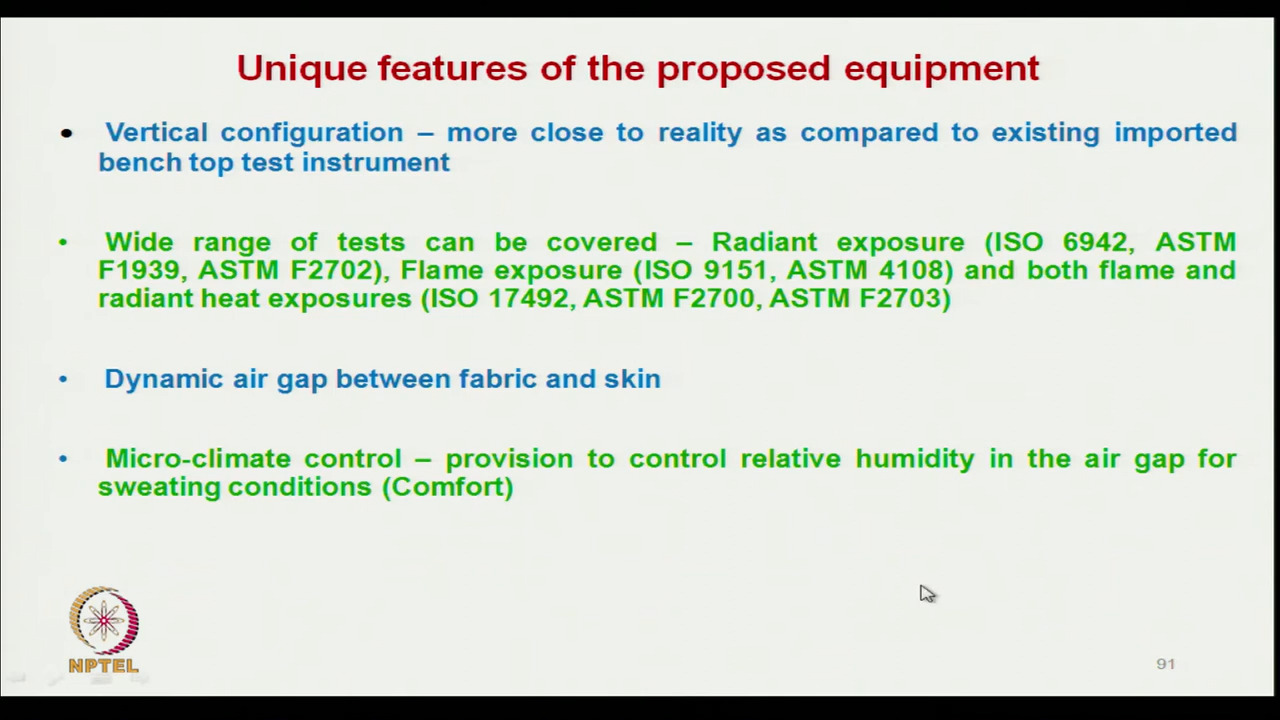 Unique features of the proposed equipment
• Vertical configuration – more close to reality as compared to existing imported
bench top test instrument
• Wide range of tests can be covered – Radiant exposure (ISO 6942, ASTM
F1939, ASTM F2702), Flame exposure (ISO 9151, ASTM 4108) and both flame and
radiant heat exposures (ISO 17492, ASTM F2700, ASTM F2703)
• Dynamic air gap between fabric and skin
• Micro-climate control – provision to control relative humidity in the air gap for
sweating conditions (Comfort)
NPTEL
91